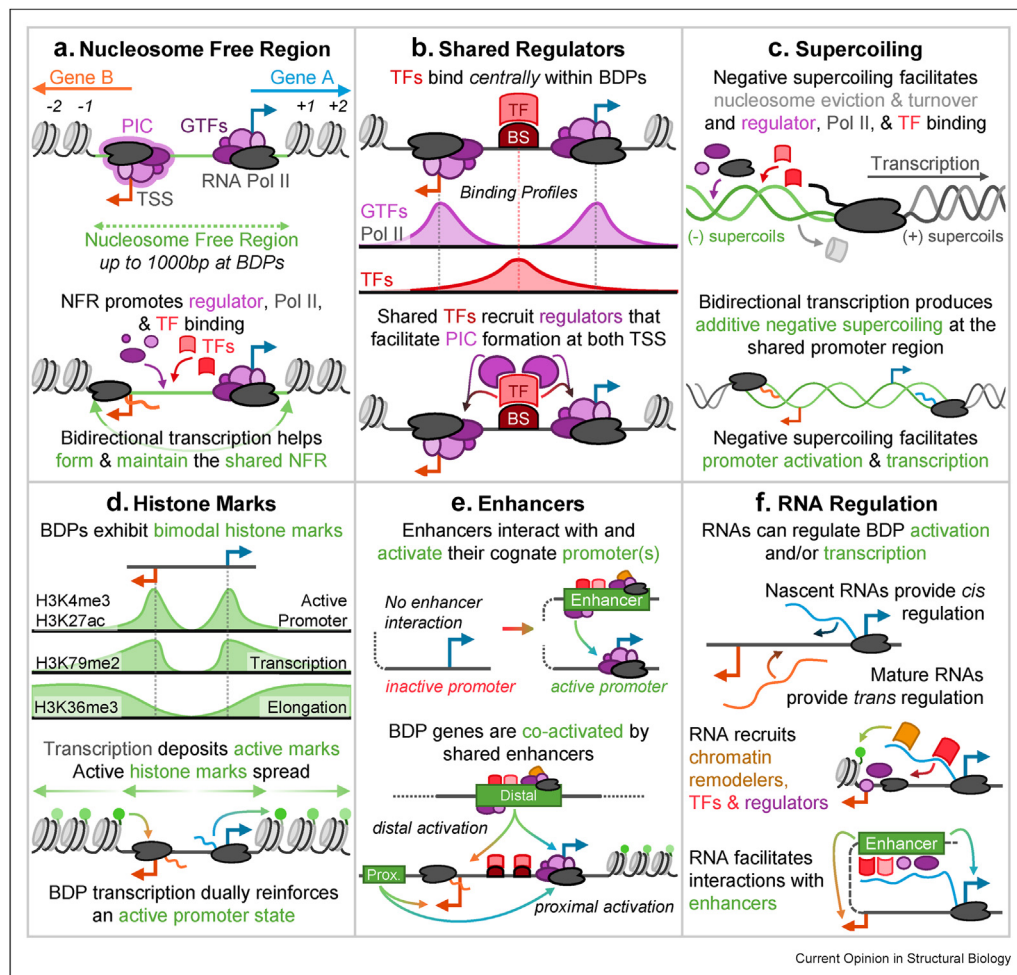 a. Nucleosome Free Region
Gene B
Gene A
-2 -1
+1 +2
PIC
GTFs
RNA Pol II
TSS
Nucleosome Free Region
up to 1000bp at BDPs
NFR promotes regulator, Pol II,
& TF binding
TFs
Bidirectional transcription helps
form & maintain the shared NFR
b. Shared Regulators
TFs bind centrally within BDPs
TF
BS
Binding Profiles
GTFs
Pol II
TFs
Shared TFs recruit regulators that
facilitate PIC formation at both TSS
TF
BS
c. Supercoiling
Negative supercoiling facilitates
nucleosome eviction & turnover
and regulator, Pol II, & TF binding
Transcription
(-) supercoils
(+) supercoils
Bidirectional transcription produces
additive negative supercoiling at the
shared promoter region
Negative supercoiling facilitates
promoter activation & transcription
d. Histone Marks
BDPs exhibit bimodal histone marks
H3K4me3
H3K27ac
Active
Promoter
H3K79me2
Transcription
H3K36me3
Elongation
Transcription deposits active marks
Active histone marks spread
BDP transcription dually reinforces
an active promoter state
e. Enhancers
Enhancers interact with and
activate their cognate promoter(s)
No enhancer
interaction
Enhancer
inactive promoter
active promoter
BDP genes are co-activated by
shared enhancers
Distal
distal activation
Prox.
proximal activation
f. RNA Regulation
RNAs can regulate BDP activation
and/or transcription
Nascent RNAs provide cis
regulation
Mature RNAs
provide trans regulation
RNA recruits
chromatin
remodelers,
TFs & regulators
Enhancer
RNA facilitates
interactions with
enhancers
Current Opinion in Structural Biology